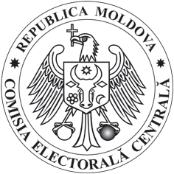 REPUBLICA MOLDOVA
COMISIA ELECTORALĂ CENTRALĂ